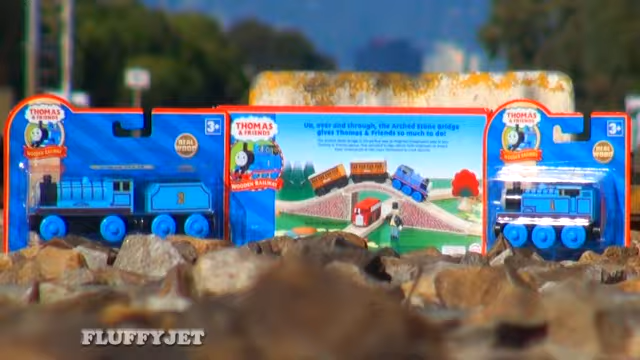 THOMAS
& FRIENDS
WOODEN RAILWAY
3+
REAL
WOOD
THOMAS
& FRIENDS
WOODEN RAILWAY
Up, over and through, the Arched Stone Bridge
gives Thomas & Friends so much to do!
THOMAS
& FRIENDS
WOODEN RAILWAY
3+
REAL
WOOD
FLUFFYJET